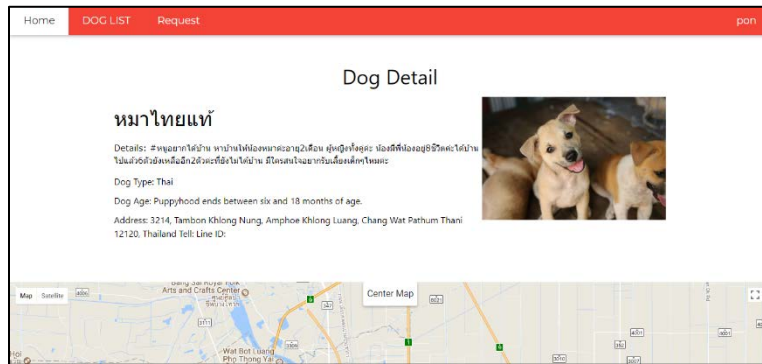 Home DOG LIST Request pon
Dog Detail
หมาไทยแท้
Details: #หนูอยากได้บ้าน หาบ้านให้น้องหมาค่ะอายุ2เดือน ผู้หญิงทั้งคู่ค่ะ น้องมีพี่น้องอยู่8ชีวิตค่ะได้บ้าน
ไปแล้ว6ตัวยังเหลืออีก2ตัวค่ะที่ยังไม่ได้บ้าน มีใครสนใจอยากรับเลี้ยงเด็กๆไหมค่ะ
Dog Type: Thai
Dog Age: Puppyhood ends between six and 18 months of age.
Address: 3214, Tambon Khlong Nung, Amphoe Khlong Luang, Chang Wat Pathum Thani
12120, Thailand Tell: Line ID:
Map Satellite
Center Map
Arts and Crafts Center
347
Wat Bot Luang
Pho Thong Yai